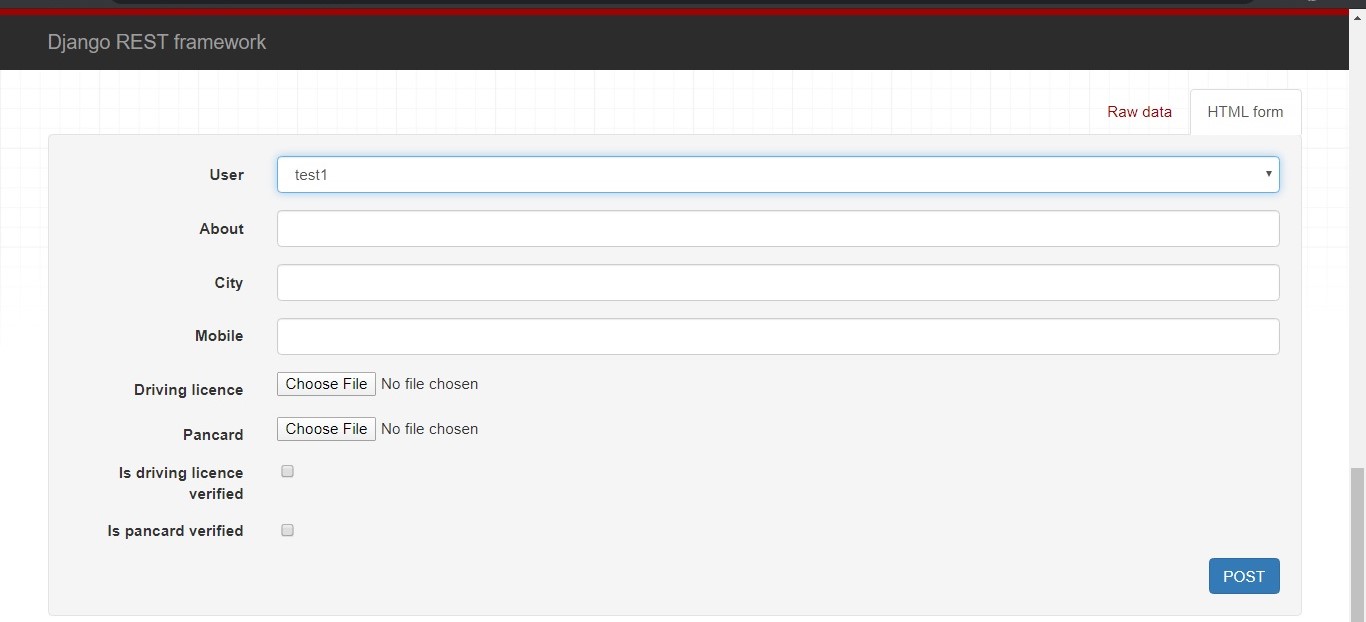 Django REST framework
Raw data
HTML form
User
test1
About
City
Mobile
Driving licence
Choose File No file chosen
Pancard
Choose File No file chosen
Is driving licence
verified
Is pancard verified
POST